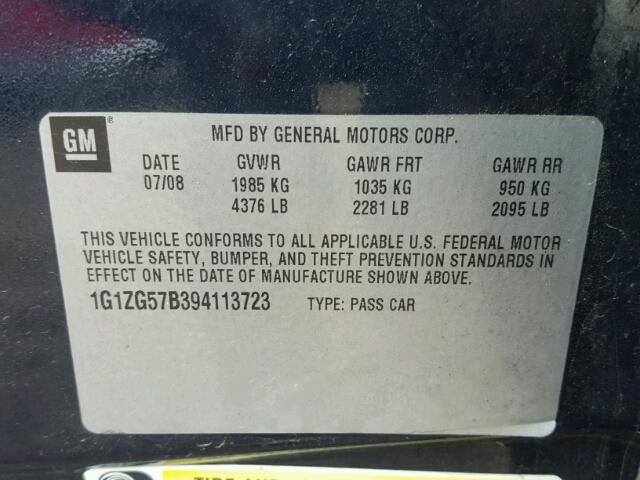 GM®
MFD BY GENERAL MOTORS CORP.
DATE GVWR GAWR FRT GAWR RR
07/08 1985 KG 1035 KG 950 KG
4376 LB 2281 LB 2095 LB
THIS VEHICLE CONFORMS TO ALL APPLICABLE U.S. FEDERAL MOTOR
VEHICLE SAFETY, BUMPER, AND THEFT PREVENTION STANDARDS IN
EFFECT ON THE DATE OF MANUFACTURE SHOWN ABOVE.
1G1ZG57B394113723 TYPE: PASS CAR
TIRE AND